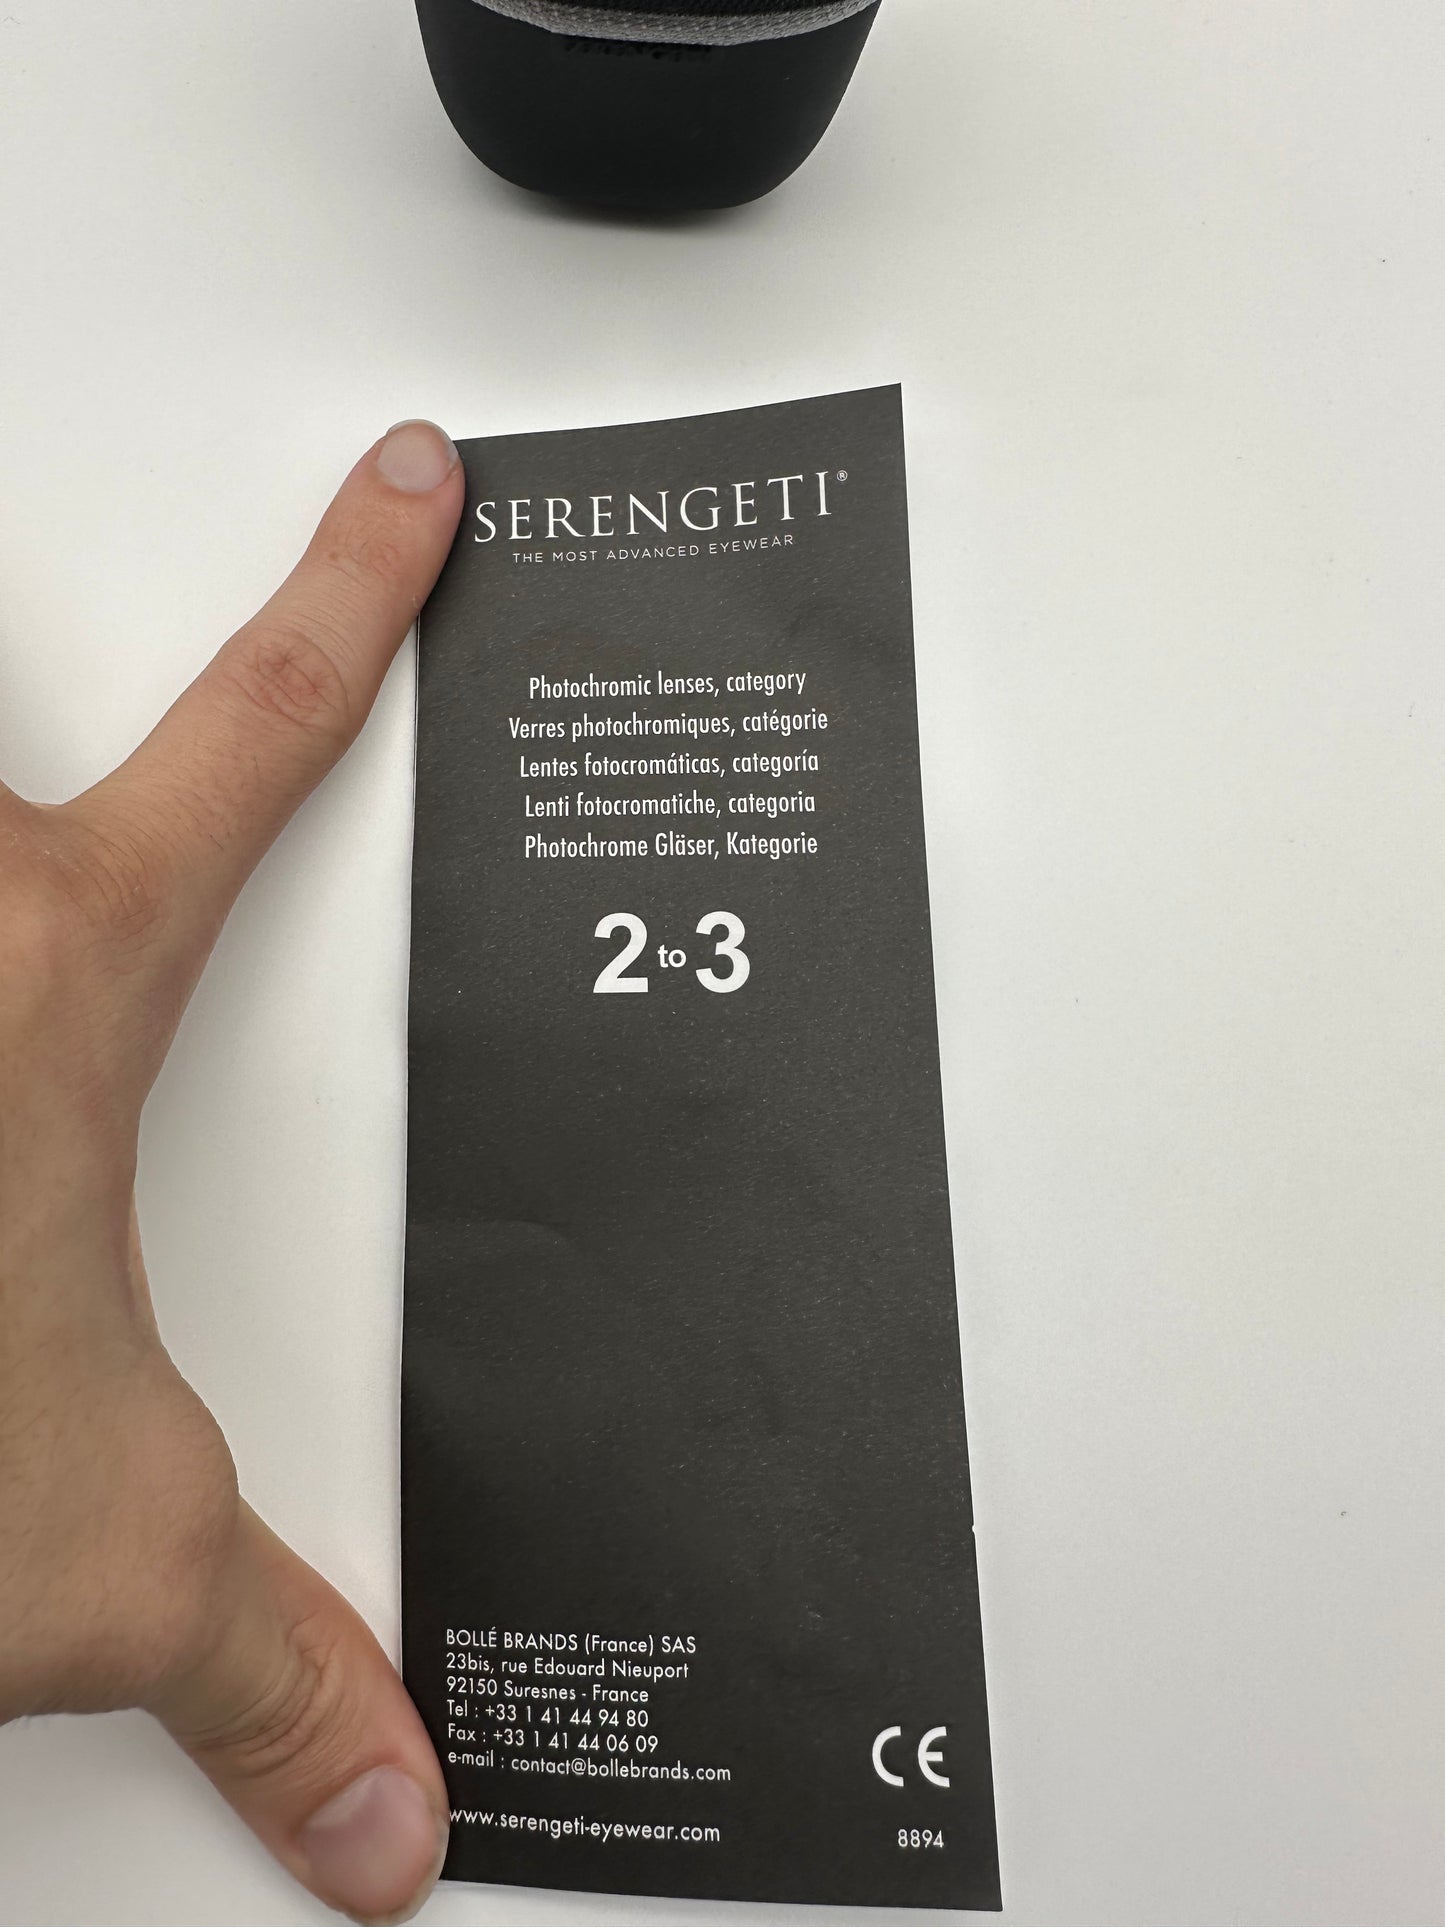 SERENGETI®
THE MOST ADVANCED EYEWEAR
Photochromic lenses, category
Verres photochromiques, catégorie
Lentes fotocromáticas, categoría
Lenti fotocromatiche, categoria
Photochrome Gläser, Kategorie
2 to 3
BOLLÉ BRANDS (France) SAS
23bis, rue Edouard Nieuport
92150 Suresnes - France
Tel : +33 1 41 44 94 80
Fax : +33 1 41 44 06 09
e-mail : contact@bollebrands.com
www.serengeti-eyewear.com
CE
8894